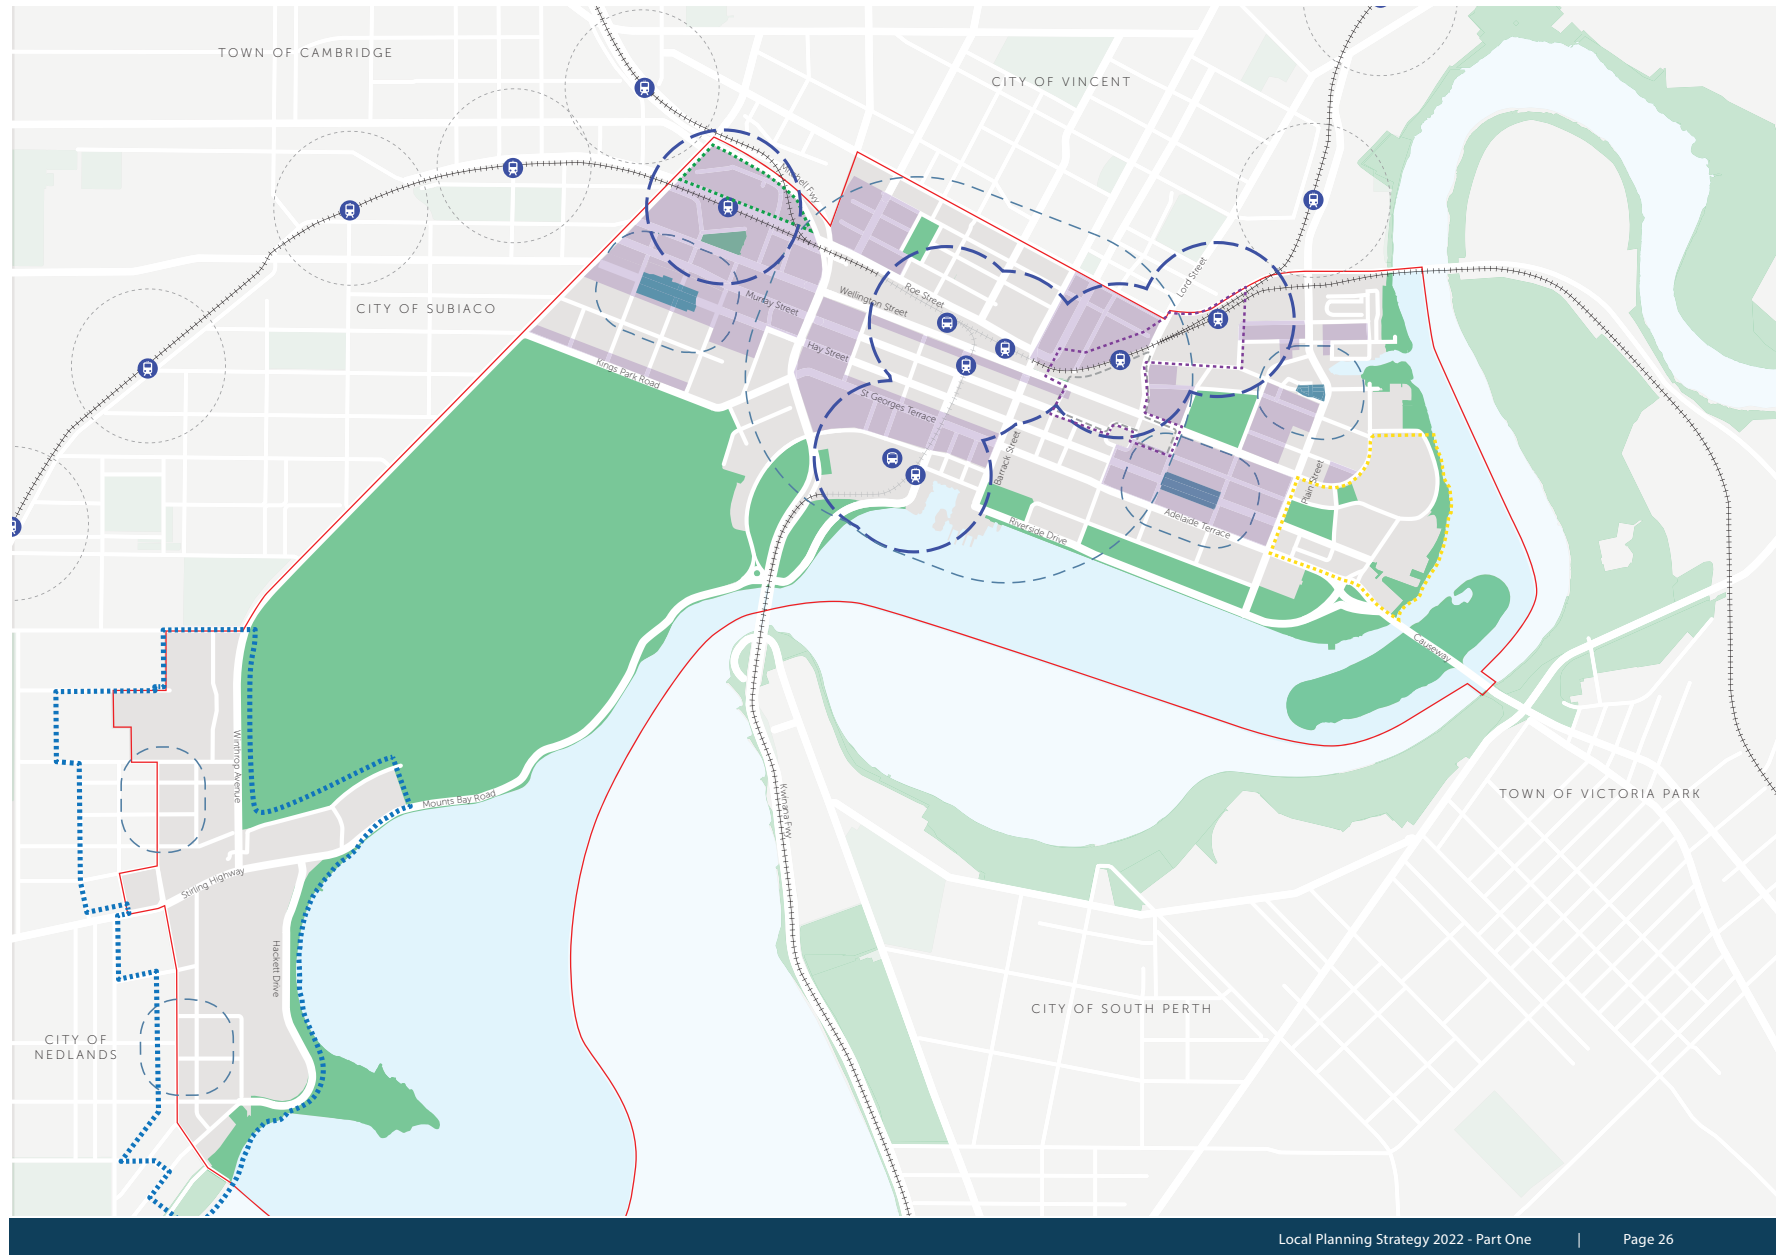 TOWN OF CAMBRIDGE
CITY OF VINCENT
Lord Street
Roe Street
Wellington Street
Murray Street
CITY OF SUBIACO
Hay Street
Kings Park Road
St Georges Terrace
Barrack Street
Plain Street
Adelaide Terrace
Riverside Drive
Causeway
Winthrop Avenue
Mounts Bay Road
Kwinana Fwy
TOWN OF VICTORIA PARK
Stirling Highway
Hackett Drive
CITY OF SOUTH PERTH
CITY OF
NEDLANDS
Local Planning Strategy 2022 - Part One | Page 26